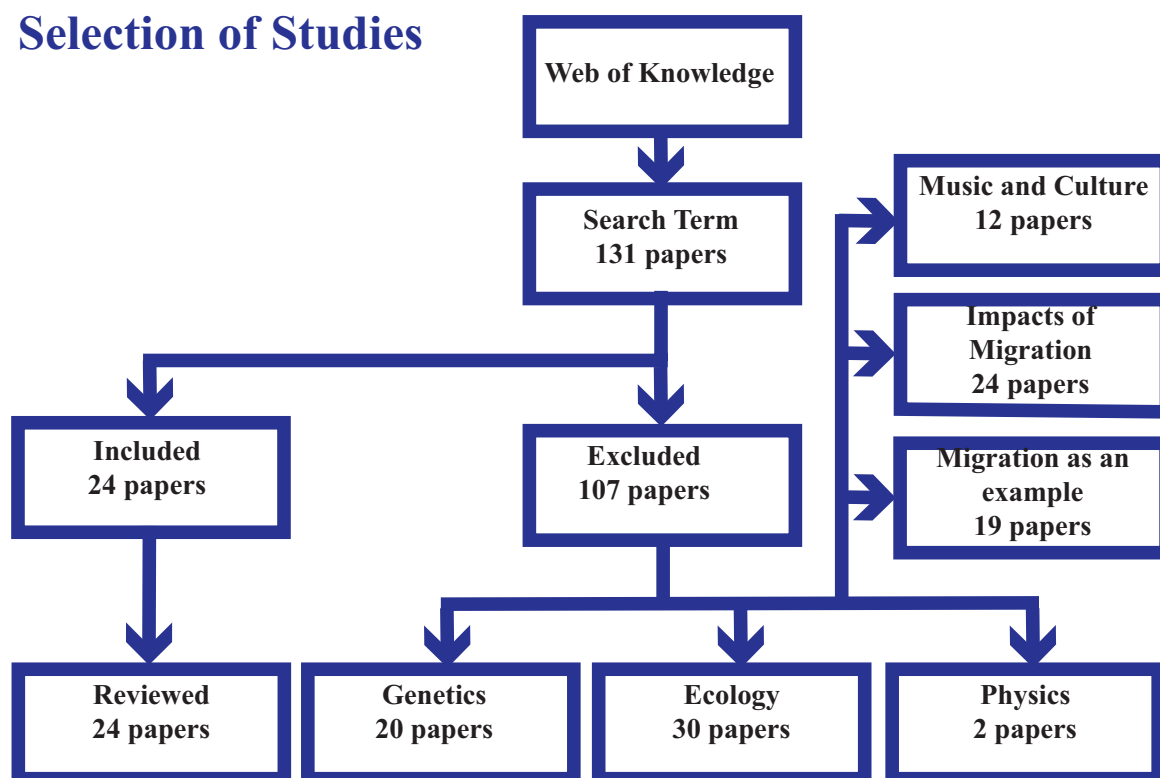 Selection of Studies
Web of Knowledge
Search Term
131 papers
Music and Culture
12 papers
Impacts of
Migration
24 papers
Migration as an
example
19 papers
Included
24 papers
Excluded
107 papers
Reviewed
24 papers
Genetics
20 papers
Ecology
30 papers
Physics
2 papers